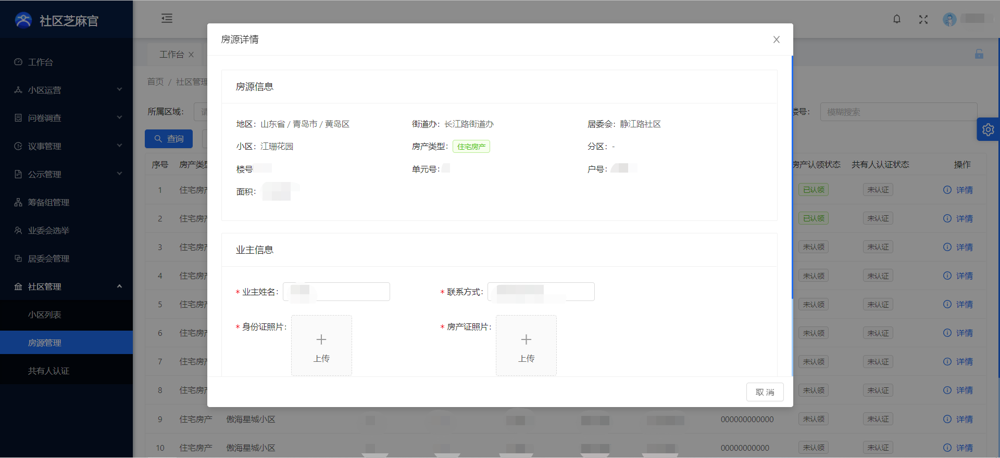 社区芝麻官
工作台
小区运营
问卷调查
议事管理
公示管理
筹备组管理
业委会选举
居委会管理
社区管理
小区列表
房源管理
共有人认证
工作台
首页 / 社区管理
所属区域：
楼号：
模糊搜索
查询
序号
房产认领状态 共有人认证状态 操作
1 住宅房产 已认领 未认证 详情
2 住宅房产 已认领 未认证 详情
3 住宅房产 未认领 未认证 详情
4 住宅房产 未认领 未认证 详情
5 住宅房产 未认领 未认证 详情
6 住宅房产 未认领 未认证 详情
7 住宅房产 未认领 未认证 详情
8 住宅房产 未认领 未认证 详情
9 住宅房产 傲海星城小区 000000000000 未认领 未认证 详情
10 住宅房产 傲海星城小区 00000000000 未认领 未认证 详情
房源详情
房源信息
地区：山东省 / 青岛市 / 黄岛区 街道办：长江路街道办 居委会：静江路社区
小区：江珊花园 房产类型：住宅房产 分区：-
楼号 单元号： 户号：
面积：
业主信息
* 业主姓名： * 联系方式：
* 身份证照片： 上传 * 房产证照片： 上传
取 消